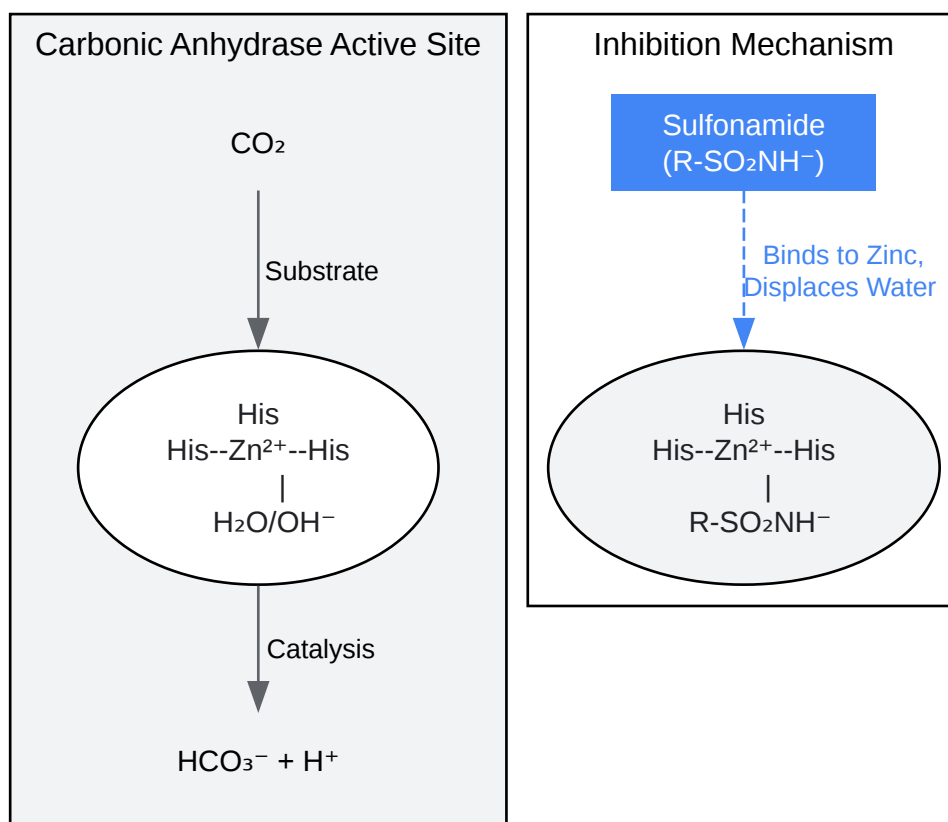 Carbonic Anhydrase Active Site
CO₂
Substrate
His
His--Zn²⁺--His
|
H₂O/OH⁻
Catalysis
HCO₃⁻ + H⁺
Inhibition Mechanism
Sulfonamide
(R-SO₂NH⁻)
Binds to Zinc,
Displaces Water
His
His--Zn²⁺--His
|
R-SO₂NH⁻